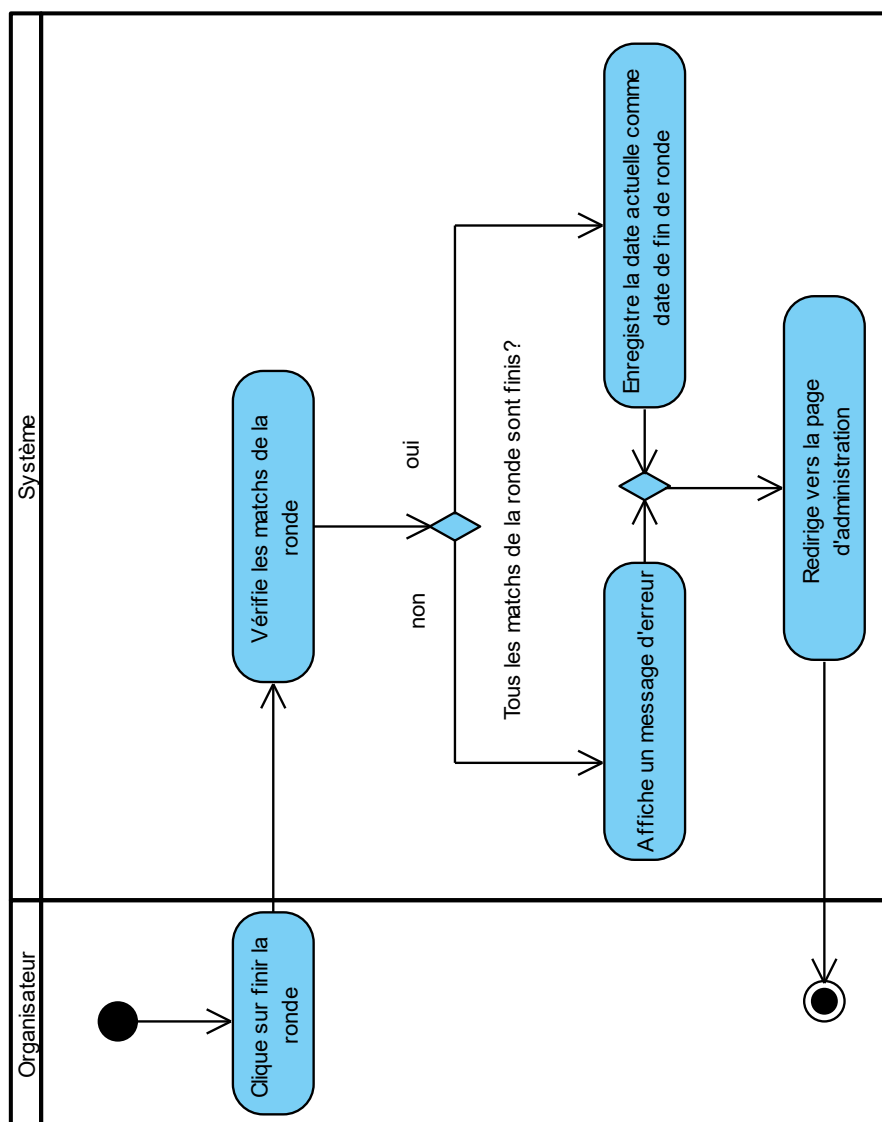 Organisateur
Système
Clique sur finir la
ronde
Vérifie les matchs de la
ronde
non
oui
Tous les matchs de la ronde sont finis?
Affiche un message d'erreur
Enregistre la date actuelle comme
date de fin de ronde
Redirige vers la page
d'administration